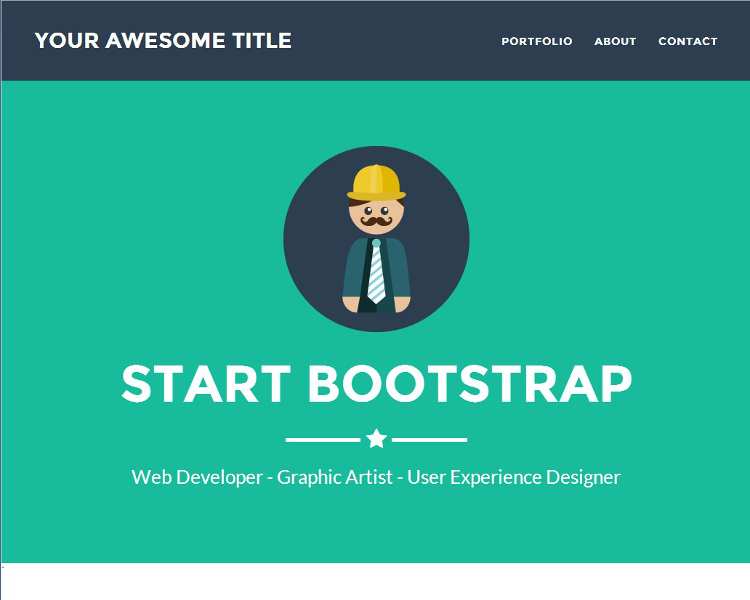 YOUR AWESOME TITLE
PORTFOLIO ABOUT CONTACT
START BOOTSTRAP
Web Developer - Graphic Artist - User Experience Designer